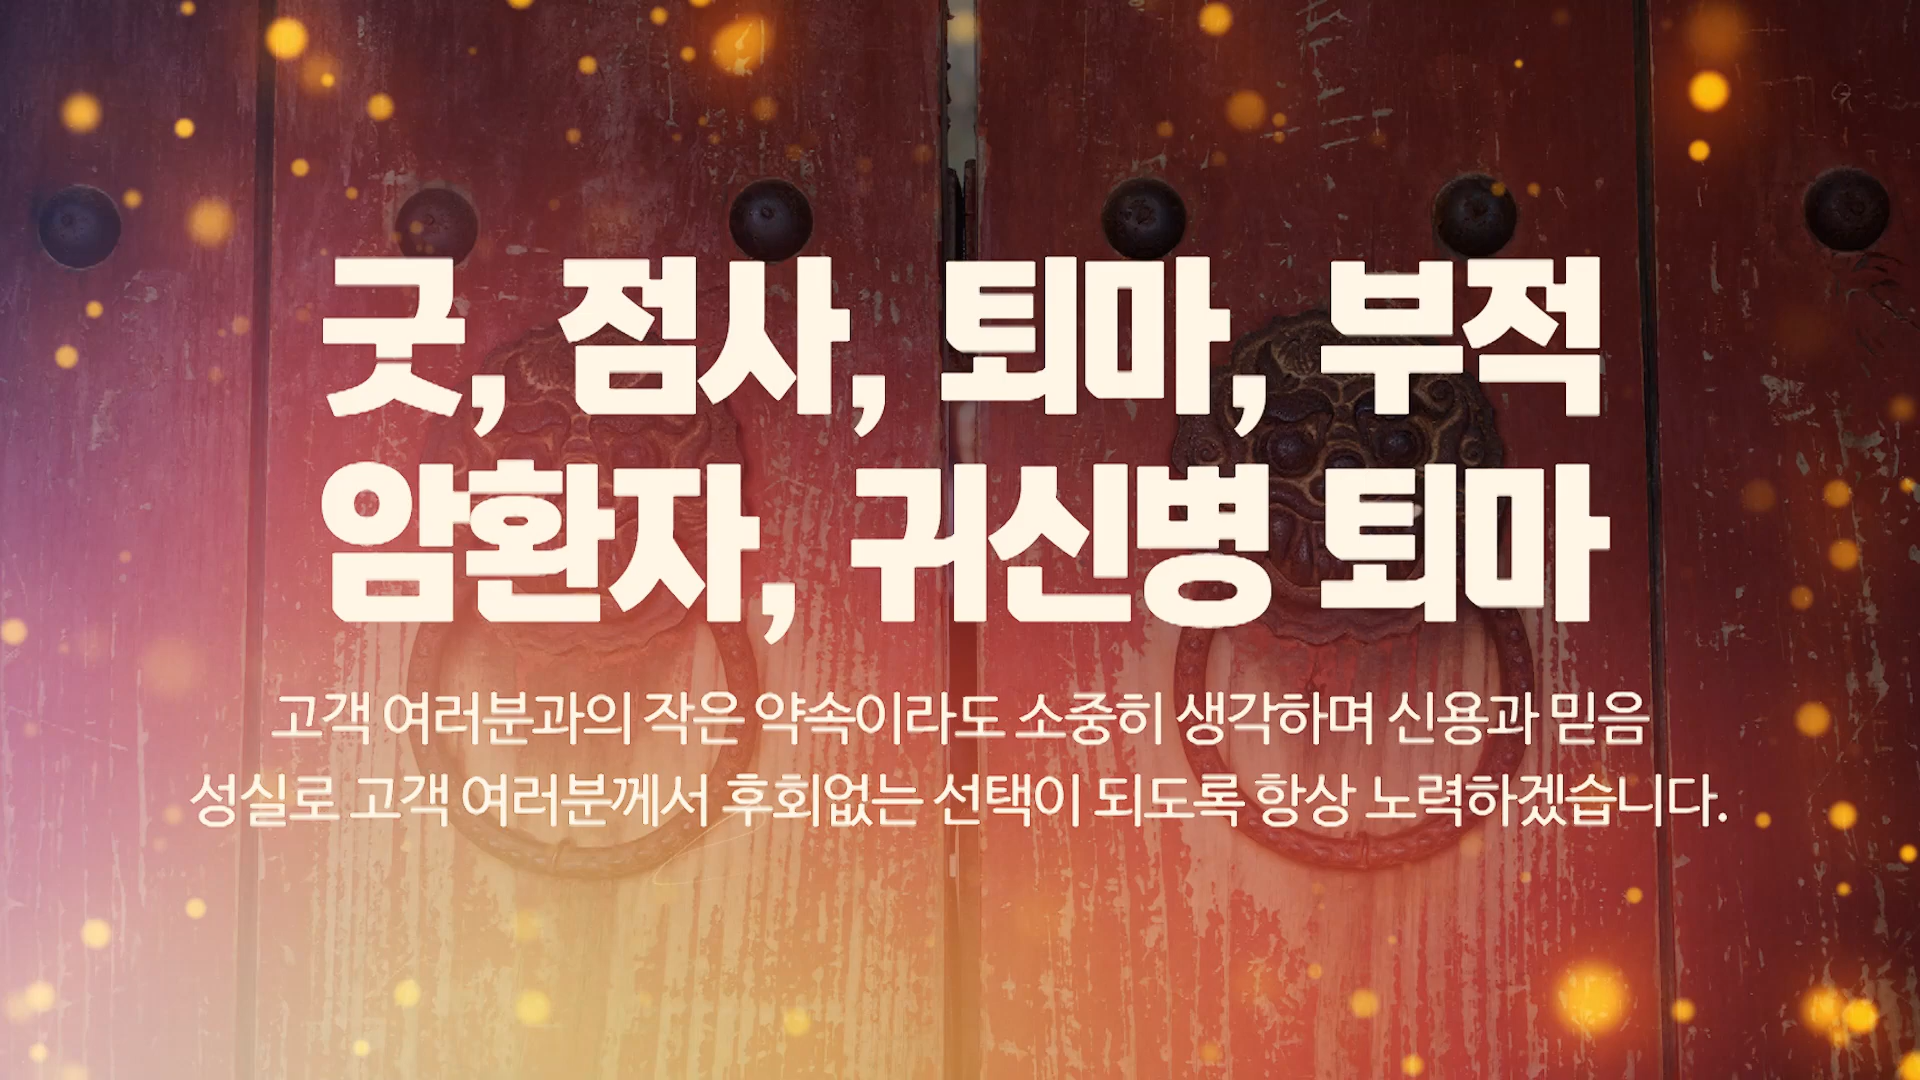 굿, 점사, 퇴마, 부적
암환자, 귀신병 퇴마
고객 여러분과의 작은 약속이라도 소중히 생각하며 신용과 믿음
성실로 고객 여러분께서 후회없는 선택이 되도록 항상 노력하겠습니다.